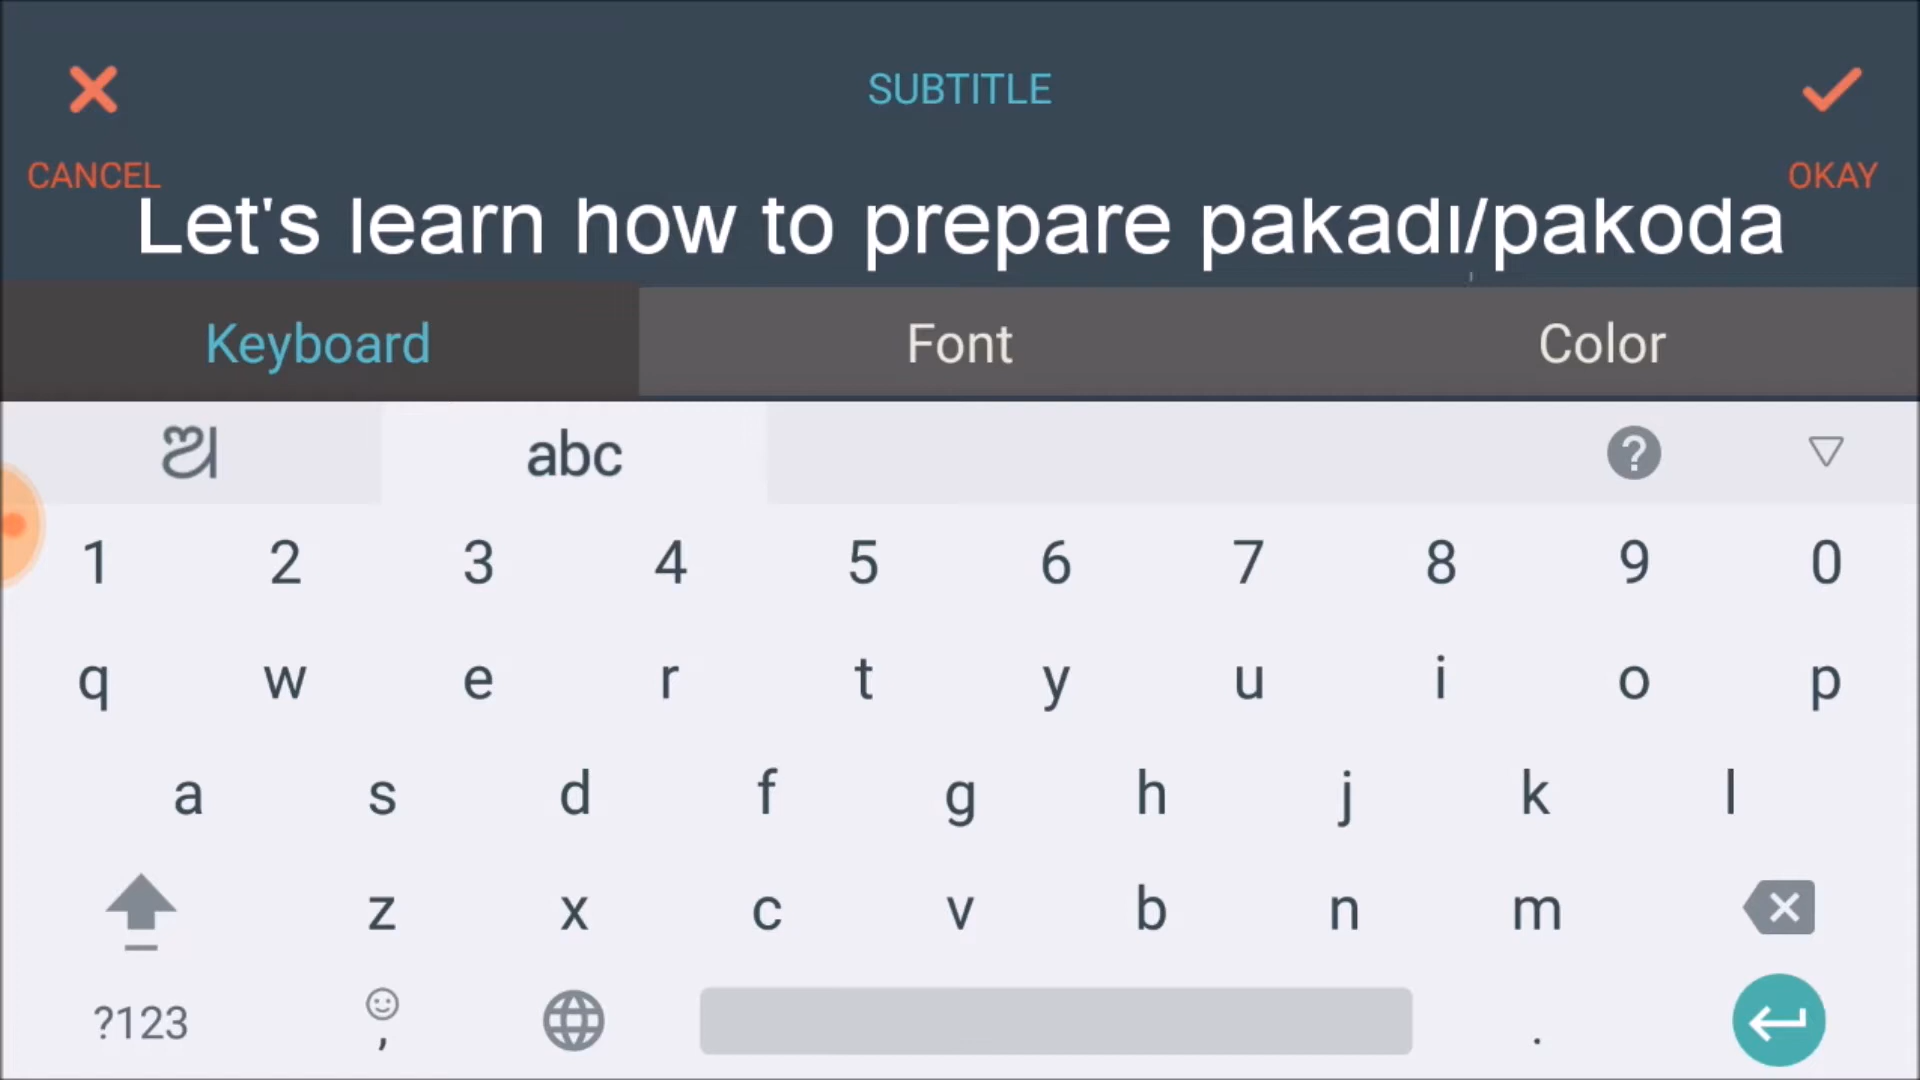 SUBTITLE
CANCEL
OKAY
Let's learn how to prepare pakadi/pakoda
Keyboard Font Color
ଅ abc ?
1 2 3 4 5 6 7 8 9 0
q w e r t y u i o p
a s d f g h j k l
z x c v b n m
?123 , .